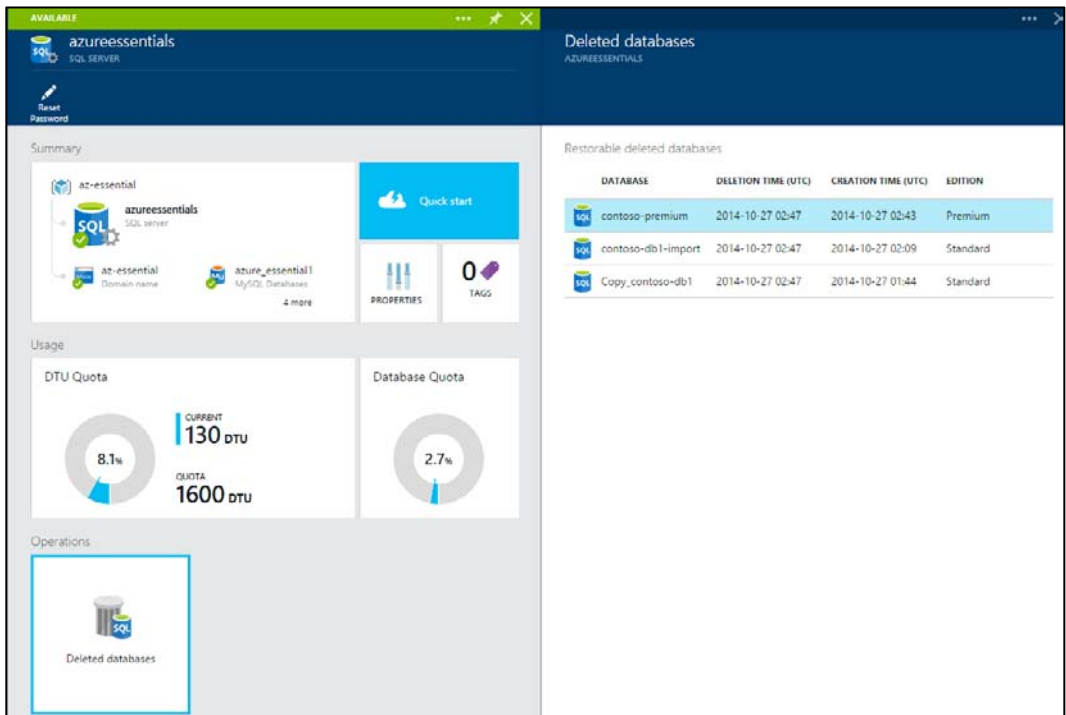 AVAILABLE
azureessentials
SQL SERVER
Reset
Password
Summary
az-essential
azureessentials
SQL server
az-essential
Domain name
azure_essential1
MySQL Databases
4 more
Quick start
PROPERTIES
0
TAGS
Usage
DTU Quota
8.1%
CURRENT
130 DTU
QUOTA
1600 DTU
Database Quota
2.7%
Operations
Deleted databases
Deleted databases
AZUREESSENTIALS
Restorable deleted databases
DATABASE DELETION TIME (UTC) CREATION TIME (UTC) EDITION
contoso-premium 2014-10-27 02:47 2014-10-27 02:43 Premium
contoso-db1-import 2014-10-27 02:47 2014-10-27 02:09 Standard
Copy_contoso-db1 2014-10-27 02:47 2014-10-27 01:44 Standard